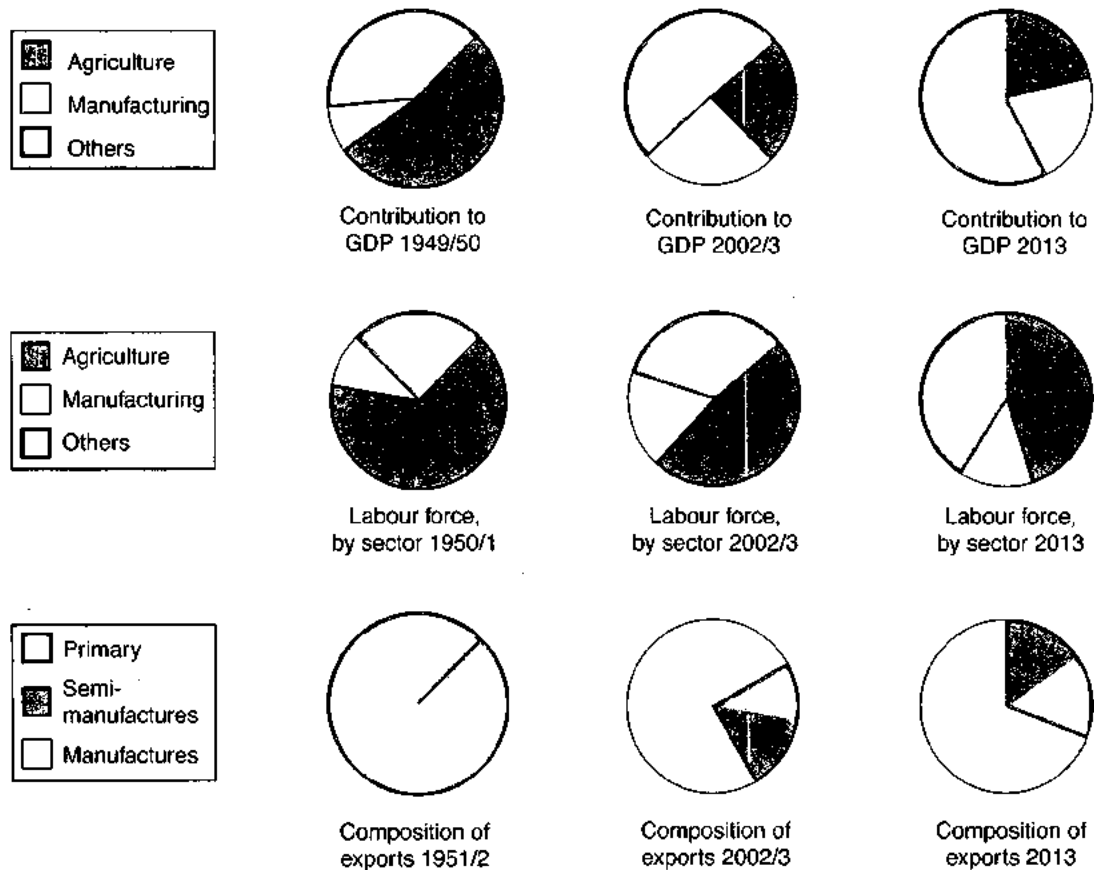 Agriculture
Manufacturing
Others
Contribution to
GDP 1949/50
Contribution to
GDP 2002/3
Contribution to
GDP 2013
Agriculture
Manufacturing
Others
Labour force,
by sector 1950/1
Labour force,
by sector 2002/3
Labour force,
by sector 2013
Primary
Semi-
manufactures
Manufactures
Composition of
exports 1951/2
Composition of
exports 2002/3
Composition of
exports 2013